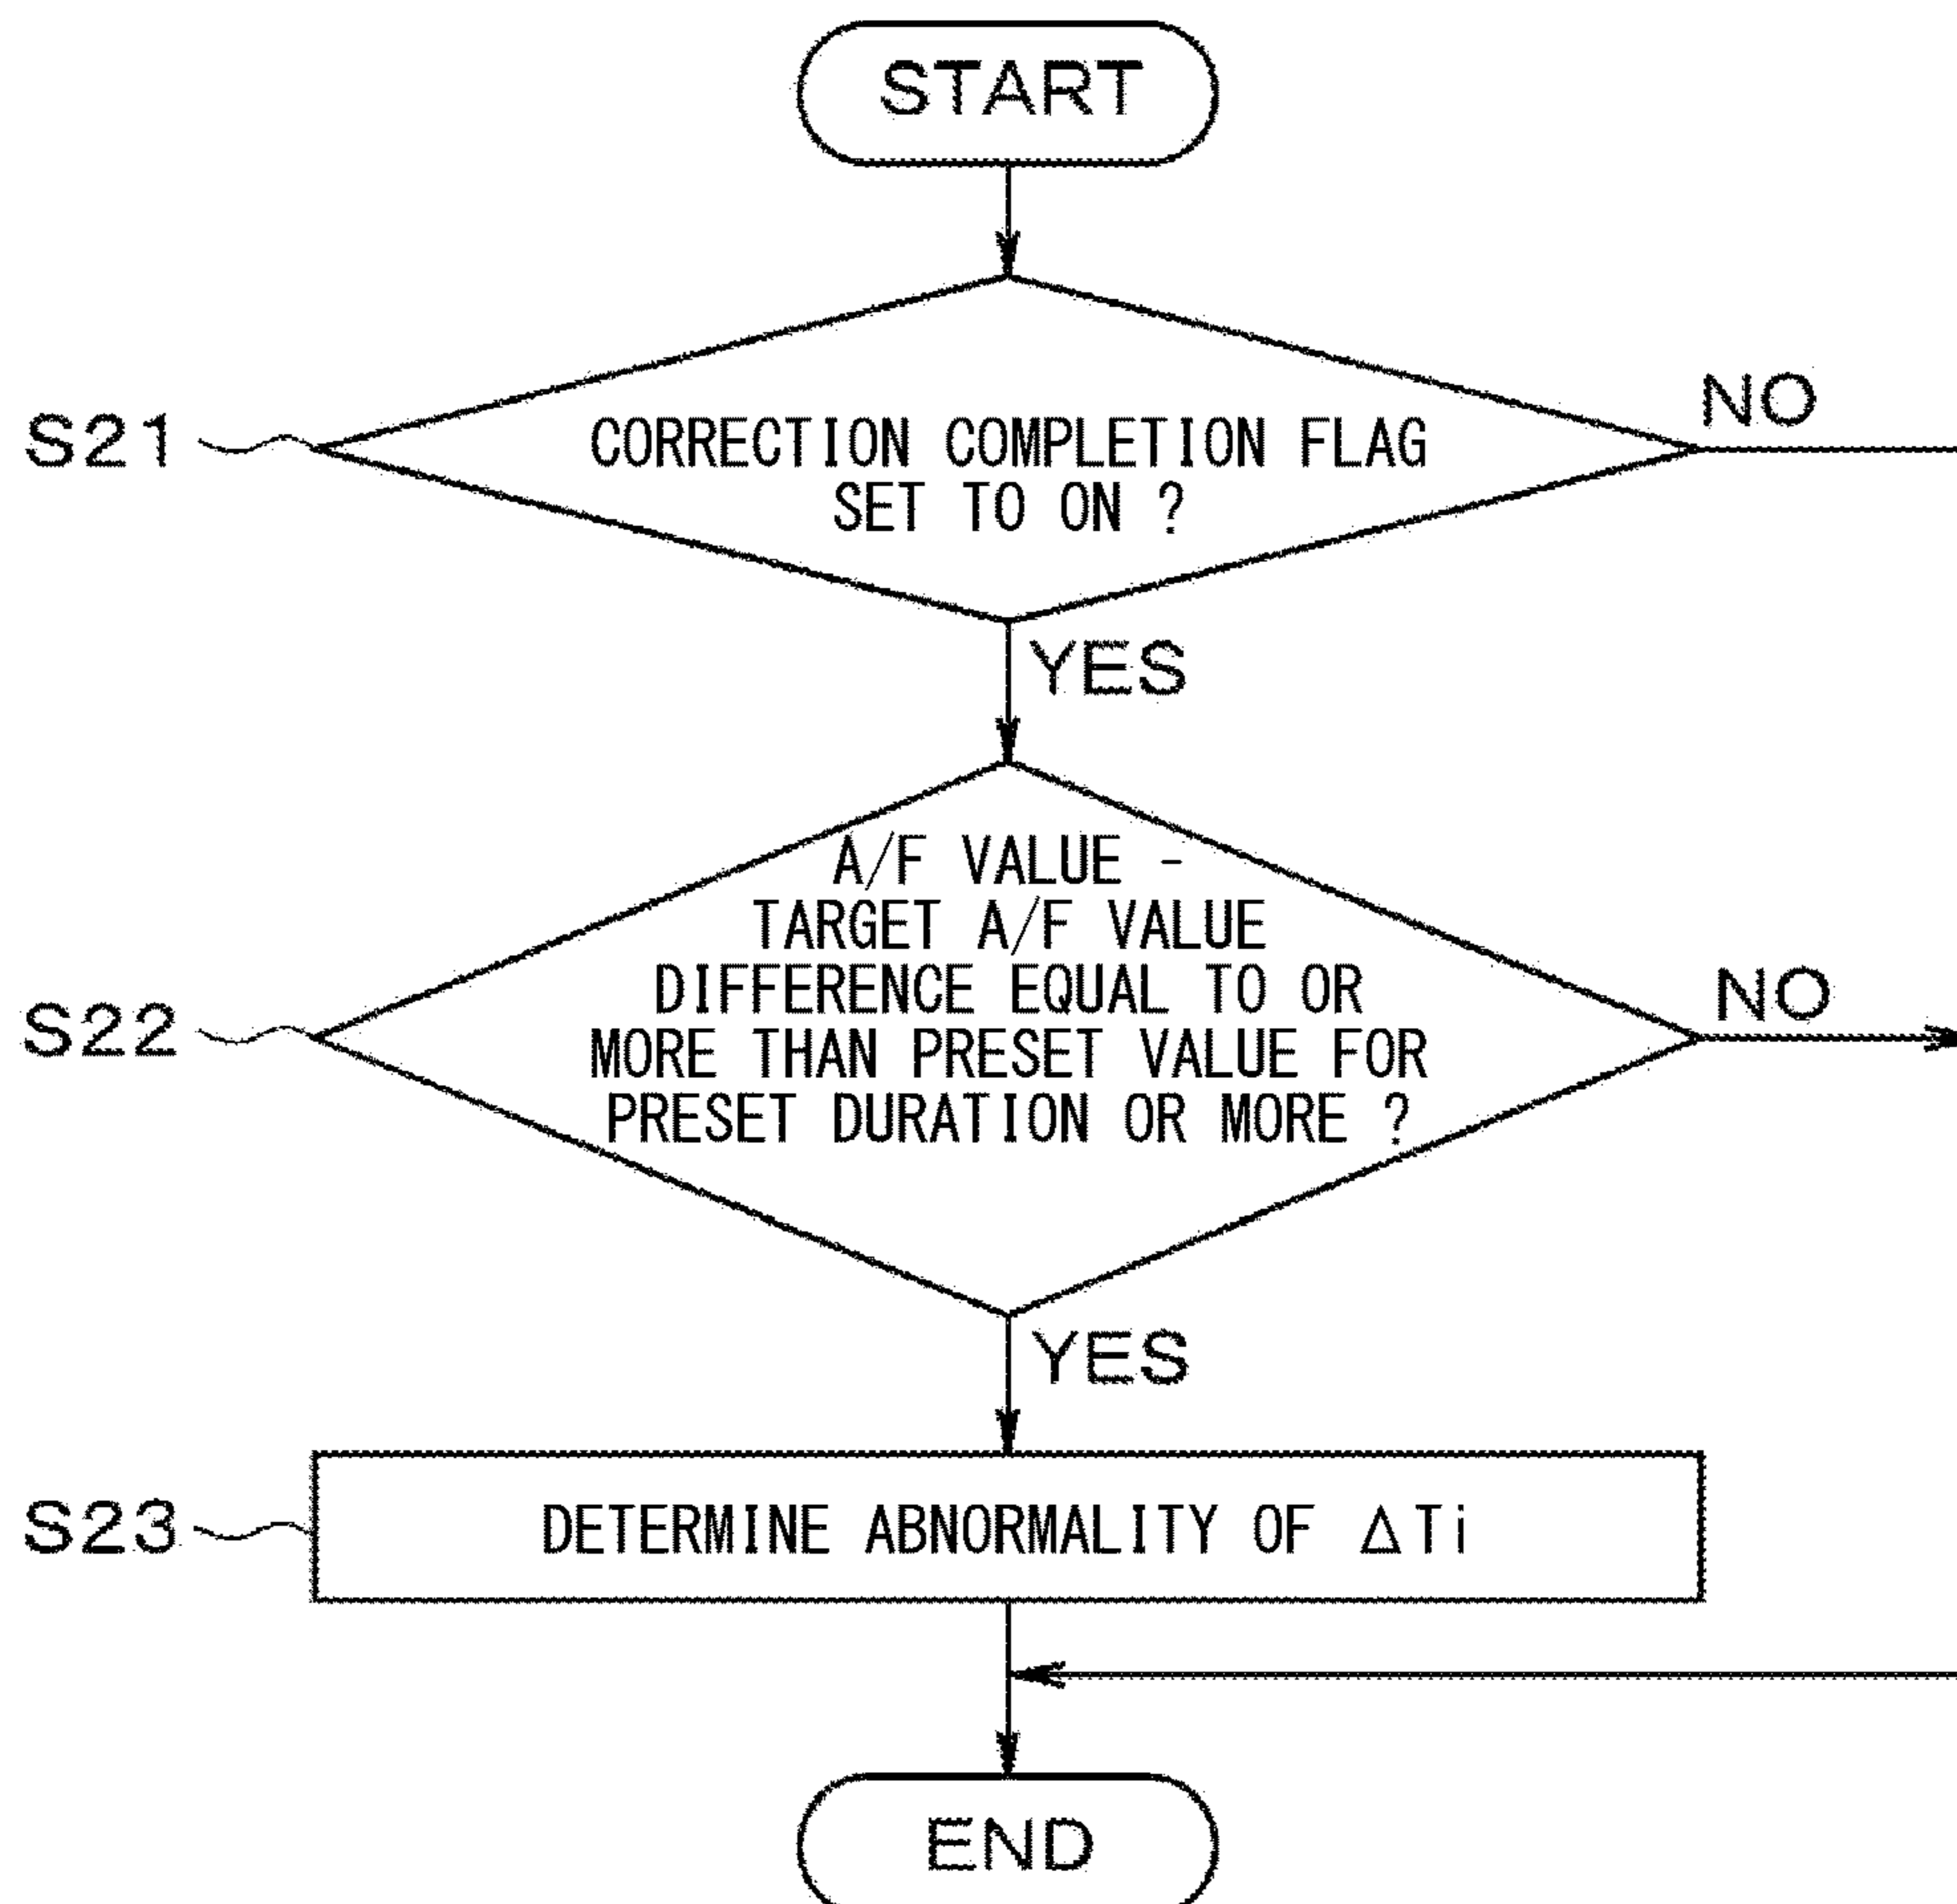 START
S21
CORRECTION COMPLETION FLAG
SET TO ON ?
NO
YES
S22
A/F VALUE -
TARGET A/F VALUE
DIFFERENCE EQUAL TO OR
MORE THAN PRESET VALUE FOR
PRESET DURATION OR MORE ?
NO
YES
S23
DETERMINE ABNORMALITY OF ΔTi
END